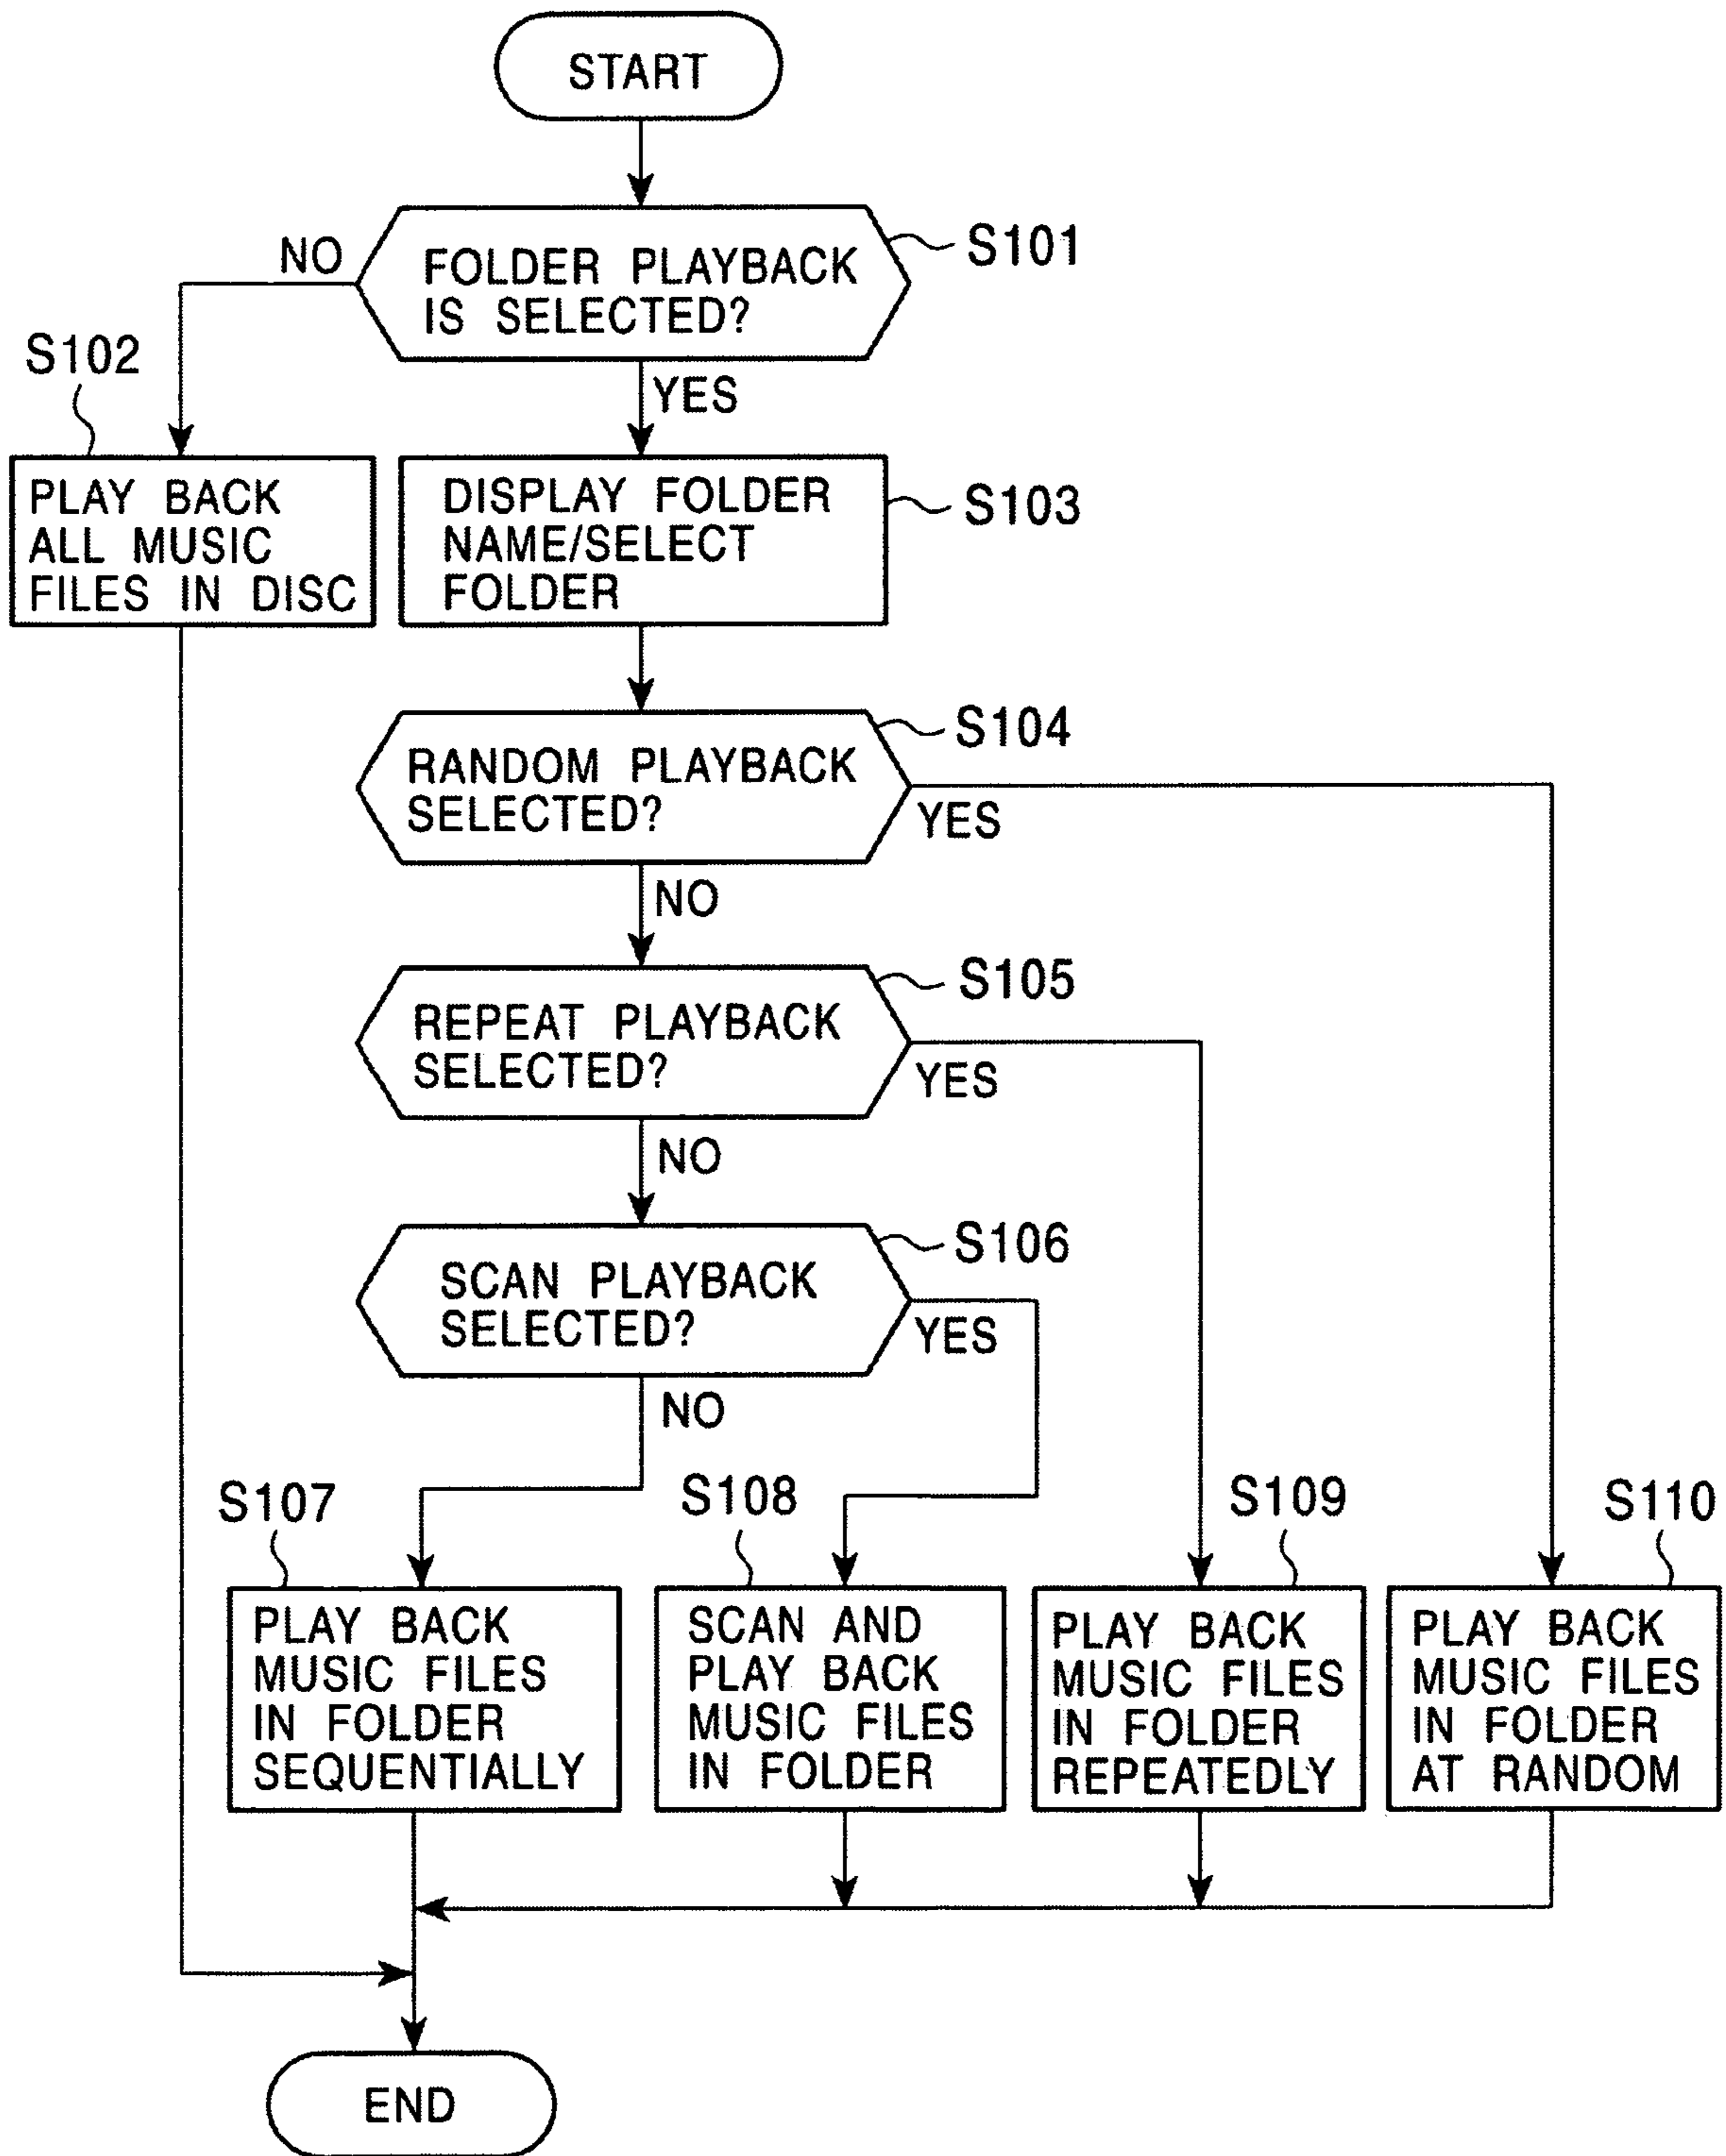 START
NO
FOLDER PLAYBACK
IS SELECTED?
S101
YES
S102
PLAY BACK
ALL MUSIC
FILES IN DISC
DISPLAY FOLDER
NAME/SELECT
FOLDER
S103
RANDOM PLAYBACK
SELECTED?
S104
YES
NO
REPEAT PLAYBACK
SELECTED?
S105
YES
NO
SCAN PLAYBACK
SELECTED?
S106
YES
NO
S107
PLAY BACK
MUSIC FILES
IN FOLDER
SEQUENTIALLY
S108
SCAN AND
PLAY BACK
MUSIC FILES
IN FOLDER
S109
PLAY BACK
MUSIC FILES
IN FOLDER
REPEATEDLY
S110
PLAY BACK
MUSIC FILES
IN FOLDER
AT RANDOM
END